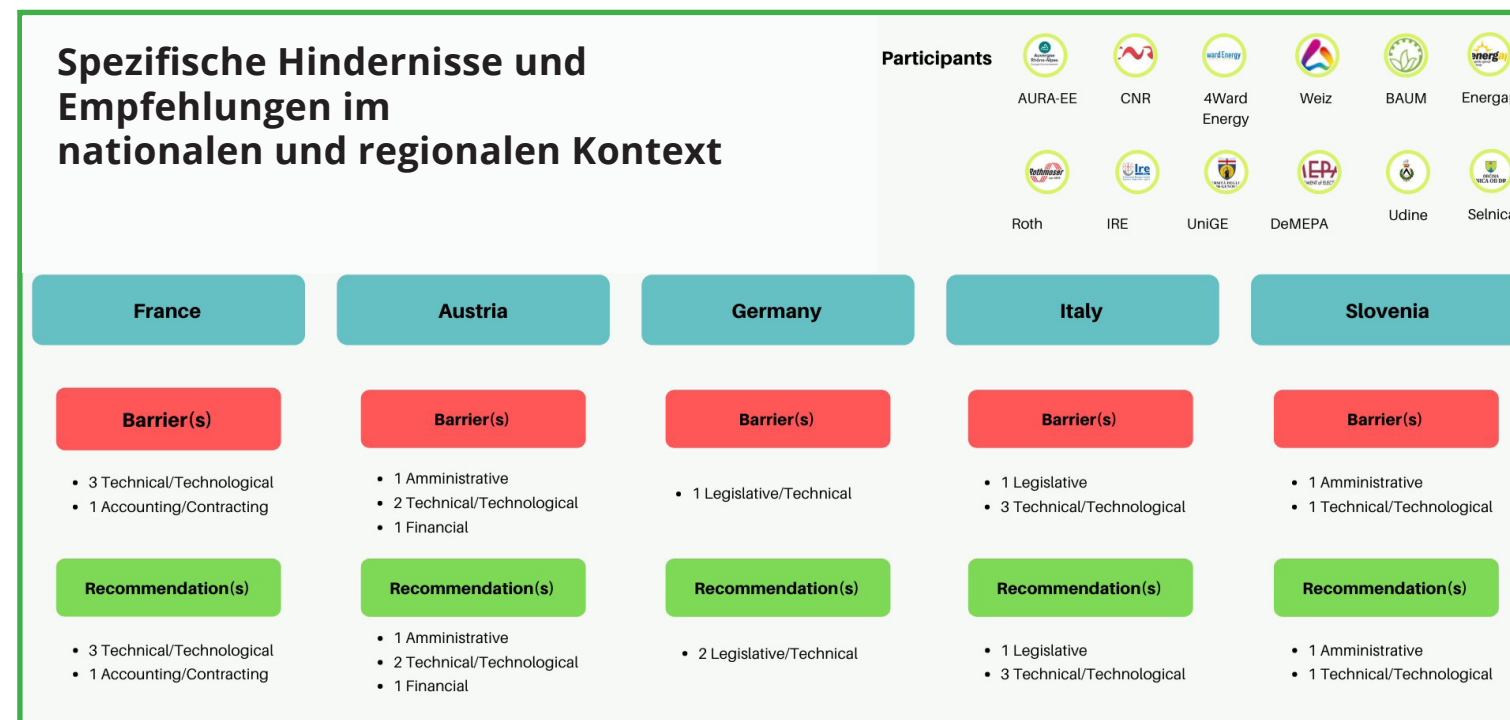 Spezifische Hindernisse und
Empfehlungen im
nationalen und regionalen Kontext
Participants
wardEnergy
AURA-EE
CNR
4Ward
Energy
Weiz
BAUM
Rothmoser
Ire
Roth
IRE
UniGE
DeMEPA
Udine
France
Austria
Germany
Italy
Slovenia
Barrier(s)
Barrier(s)
Barrier(s)
Barrier(s)
Barrier(s)
• 3 Technical/Technological
• 1 Accounting/Contracting
• 1 Amministrative
• 2 Technical/Technological
• 1 Financial
• 1 Legislative/Technical
• 1 Legislative
• 3 Technical/Technological
• 1 Amministrative
• 1 Technical/Technological
Recommendation(s)
Recommendation(s)
Recommendation(s)
Recommendation(s)
Recommendation(s)
• 3 Technical/Technological
• 1 Accounting/Contracting
• 1 Amministrative
• 2 Technical/Technological
• 1 Financial
• 2 Legislative/Technical
• 1 Legislative
• 3 Technical/Technological
• 1 Amministrative
• 1 Technical/Technological